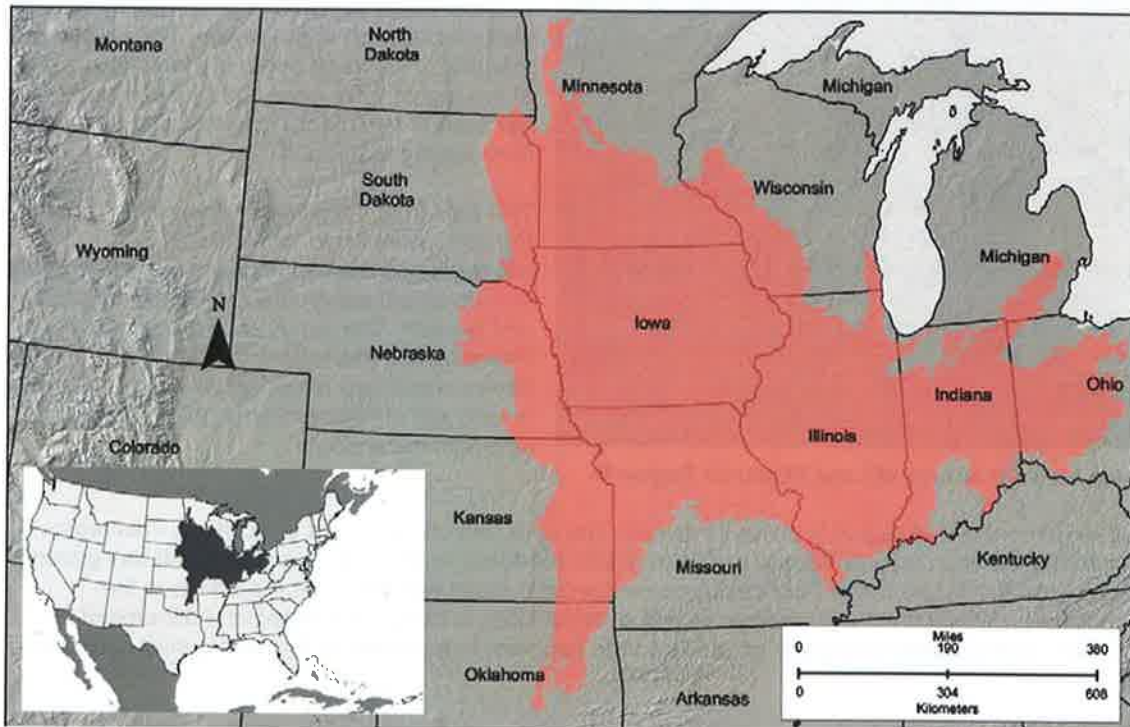 Montana
North
Dakota
Minnesota
Michigan
South
Dakota
Wisconsin
Wyoming
Michigan
N
Iowa
Nebraska
Ohio
Indiana
Illinois
Colorado
Kansas
Missouri
Kentucky
Miles
0 190 380
0 304 608
Kilometers
Oklahoma
Arkansas